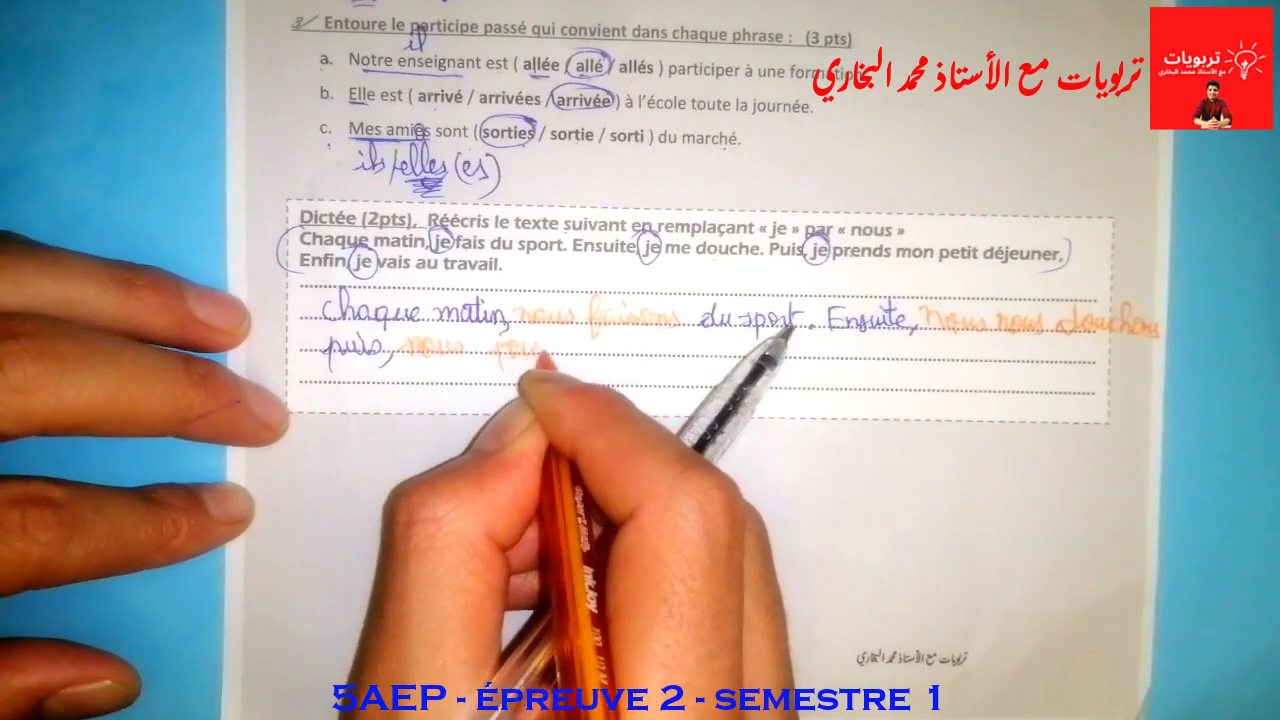 3/ Entoure le participe passé qui convient dans chaque phrase : (3 pts)
il
a. Notre enseignant est ( allée / allé / allés ) participer à une formation
b. Elle est ( arrivé / arrivées / arrivée ) à l'école toute la journée.
c. Mes amies sont ( sorties / sortie / sorti ) du marché.
ils / elles (es)
Dictée (2pts). Réécris le texte suivant en remplaçant « je » par « nous »
Chaque matin, je fais du sport. Ensuite, je me douche. Puis, je prends mon petit déjeuner,
Enfin, je vais au travail.
chaque matin, nous faisons du sport. Ensuite, Nous nous douchons
puis, nous
تربويات مع الأستاذ محمد البخاري
تربويات
مع الأستاذ محمد البخاري
تربويات مع الأستاذ محمد البخاري
5AEP - épreuve 2 - semestre 1